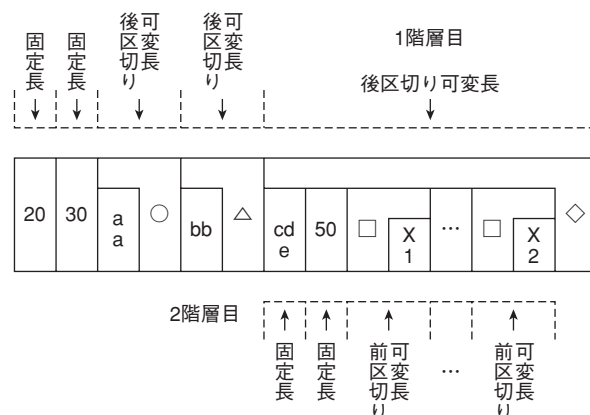 1階層目
固定長
固定長
後区切り可変長
後区切り可変長
後区切り可変長
20
30
aa
○
bb
△
cde
50
□
X1
…
□
X2
◇
2階層目
固定長
固定長
前区切り可変長
…
前区切り可変長